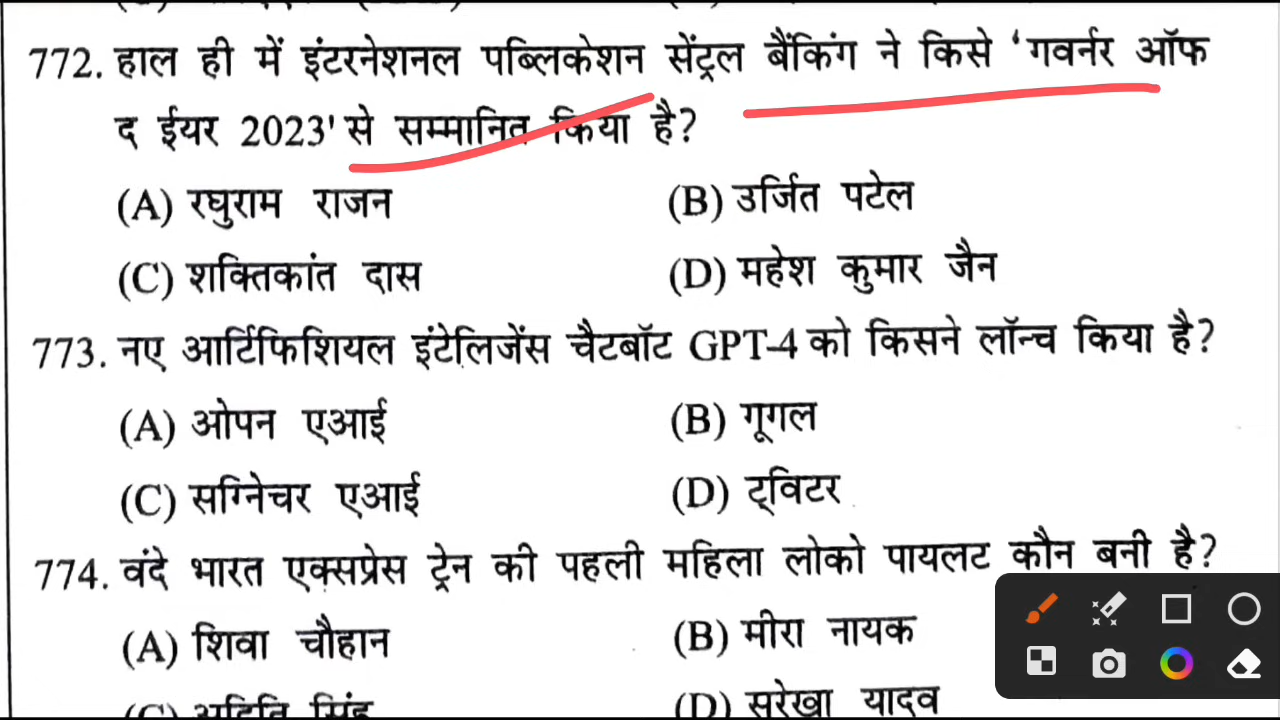 772. हाल ही में इंटरनेशनल पब्लिकेशन सेंट्रल बैंकिंग ने किसे ‘गवर्नर ऑफ
द ईयर 2023' से सम्मानित किया है?
(A) रघुराम राजन (B) उर्जित पटेल
(C) शक्तिकांत दास (D) महेश कुमार जैन
773. नए आर्टिफिशियल इंटेलिजेंस चैटबॉट GPT-4 को किसने लॉन्च किया है?
(A) ओपन एआई (B) गूगल
(C) सग्निेचर एआई (D) ट्विटर
774. वंदे भारत एक्सप्रेस ट्रेन की पहली महिला लोको पायलट कौन बनी है?
(A) शिवा चौहान (B) मीरा नायक
(C) अदिति सिंह (D) सुरेखा यादव